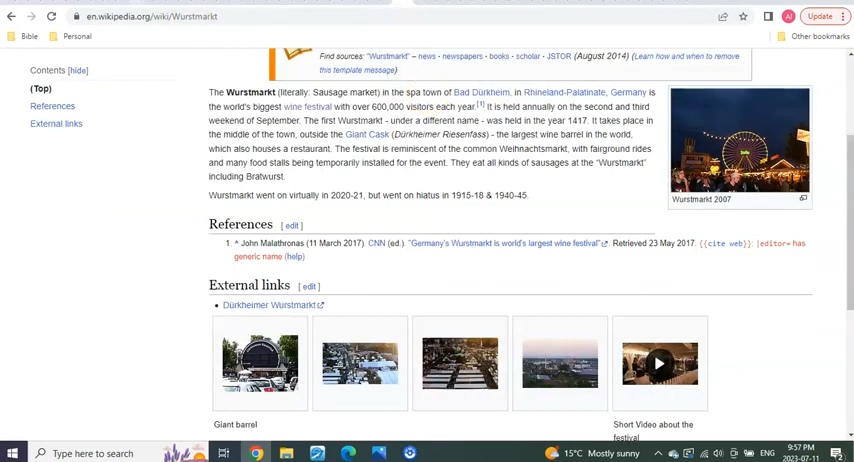 en.wikipedia.org/wiki/Wurstmarkt
AI
Update
Bible
Personal
Other bookmarks
Contents [hide]
(Top)
References
External links
Find sources: "Wurstmarkt" – news · newspapers · books · scholar · JSTOR (August 2014) (Learn how and when to remove
this template message)
The Wurstmarkt (literally: Sausage market) in the spa town of Bad Dürkheim, in Rhineland-Palatinate, Germany is
the world's biggest wine festival with over 600,000 visitors each year.[1] It is held annually on the second and third
weekend of September. The first Wurstmarkt - under a different name - was held in the year 1417. It takes place
in the middle of the town, outside the Giant Cask (Dürkheimer Riesenfass) - the largest wine barrel in the world,
which also houses a restaurant. The festival is reminiscent of the common Weihnachtsmarkt, with fairground rides
and many food stalls being temporarily installed for the event. They eat all kinds of sausages at the "Wurstmarkt"
including Bratwurst.
Wurstmarkt 2007
Wurstmarkt went on virtually in 2020-21, but went on hiatus in 1915-18 & 1940-45.
References [ edit ]
1. ^ John Malathronas (11 March 2017). CNN (ed.). "Germany's Wurstmarkt is world's largest wine festival". Retrieved 23 May 2017. {{cite web}}: |editor= has
generic name (help)
External links [ edit ]
• Dürkheimer Wurstmarkt
Giant barrel
Short Video about the
festival
Type here to search
15°C Mostly sunny
ENG
9:57 PM
2023-07-11
2